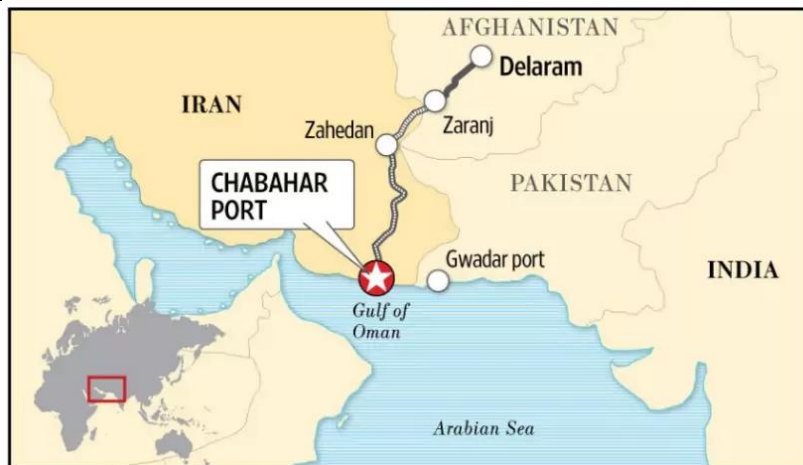 AFGHANISTAN
Delaram
IRAN
Zaranj
Zahedan
CHABAHAR
PORT
PAKISTAN
Gwadar port
INDIA
Gulf of
Oman
Arabian Sea